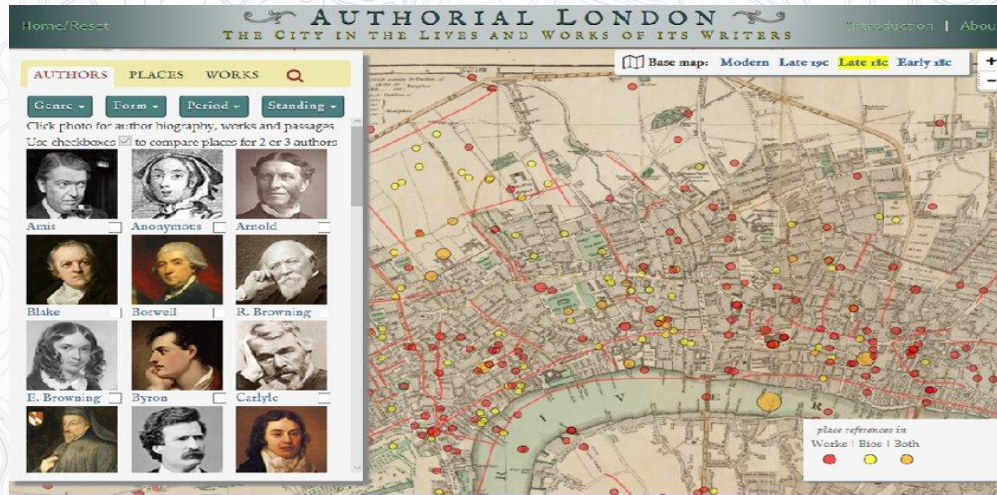 Home/Reset
AUTHORIAL LONDON
THE CITY IN THE LIVES AND WORKS OF ITS WRITERS
Introduction | Abou
AUTHORS PLACES WORKS
Base map: Modern Late 19c Late 18c Early 18c
+
−
Genre Form Period Standing
Click photo for author biography, works and passages
Use checkboxes to compare places for 2 or 3 authors
Amis Anonymous Arnold
Blake Boswell R. Browning
E. Browning Byron Carlyle
RIVER
place references in
Works | Bios | Both